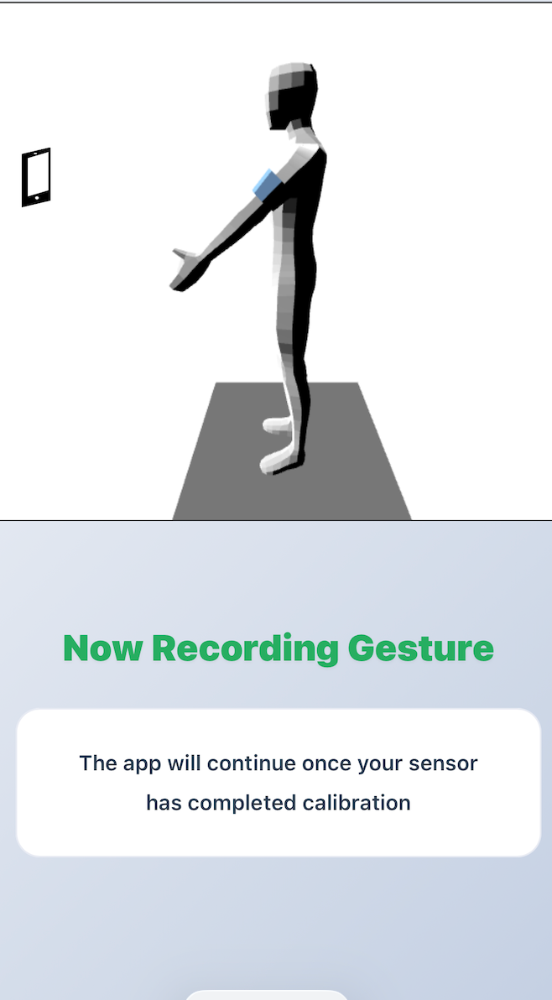 Now Recording Gesture
The app will continue once your sensor
has completed calibration